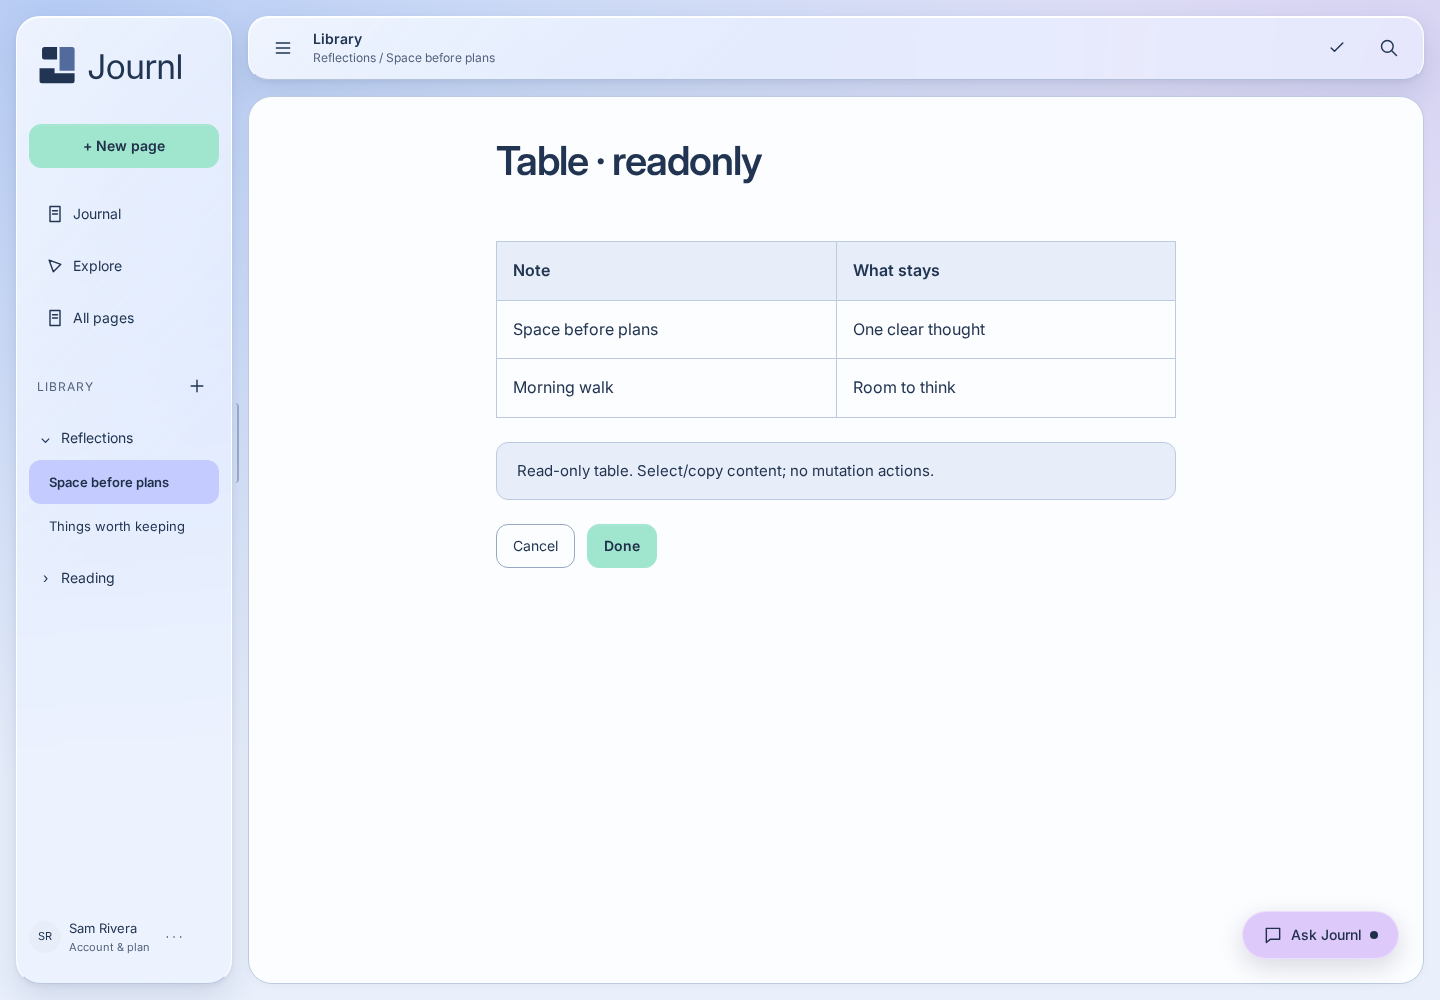 Journl
+ New page
Journal
Explore
All pages
LIBRARY
Reflections
Space before plans
Things worth keeping
Reading
SR
Sam Rivera
Account & plan
...
Library
Reflections / Space before plans
Table · readonly
Note What stays
Space before plans One clear thought
Morning walk Room to think
Read-only table. Select/copy content; no mutation actions.
Cancel Done
Ask Journl